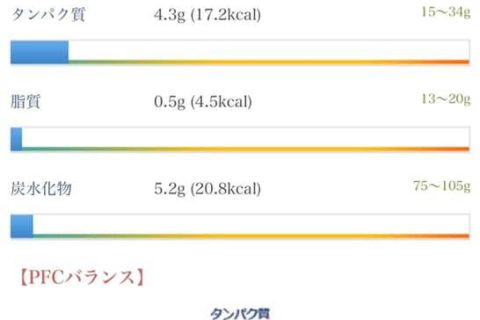 タンパク質 4.3g (17.2kcal) 15～34g
脂質 0.5g (4.5kcal) 13～20g
炭水化物 5.2g (20.8kcal) 75～105g
【PFCバランス】
タンパク質